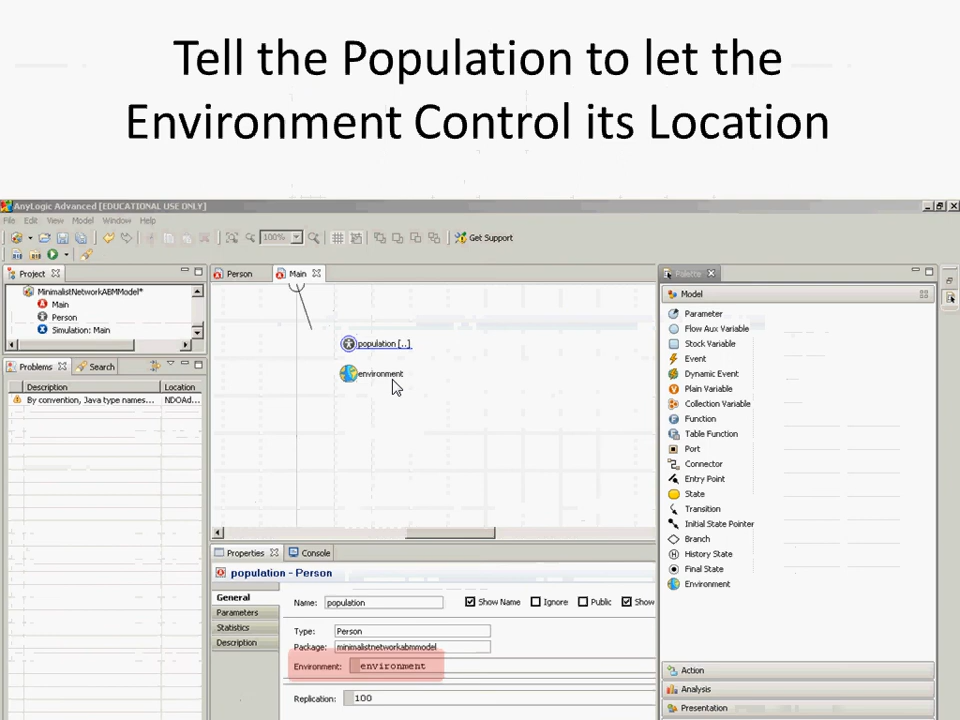 Tell the Population to let the
Environment Control its Location
AnyLogic Advanced [EDUCATIONAL USE ONLY]
File Edit View Model Window Help
100% Get Support
Project
MinimalistNetworkABMModel*
Main
Person
Simulation: Main
Problems Search
Description Location
By convention, Java type names... NDOAd...
Person Main
population [..]
environment
Properties Console
population - Person
General
Parameters
Statistics
Description
Name: population Show Name Ignore Public Show
Type: Person
Package: minimalistnetworkabmmodel
Environment: environment
Replication: 100
Palette
Model
Parameter
Flow Aux Variable
Stock Variable
Event
Dynamic Event
Plain Variable
Collection Variable
Function
Table Function
Port
Connector
Entry Point
State
Transition
Initial State Pointer
Branch
History State
Final State
Environment
Action
Analysis
Presentation